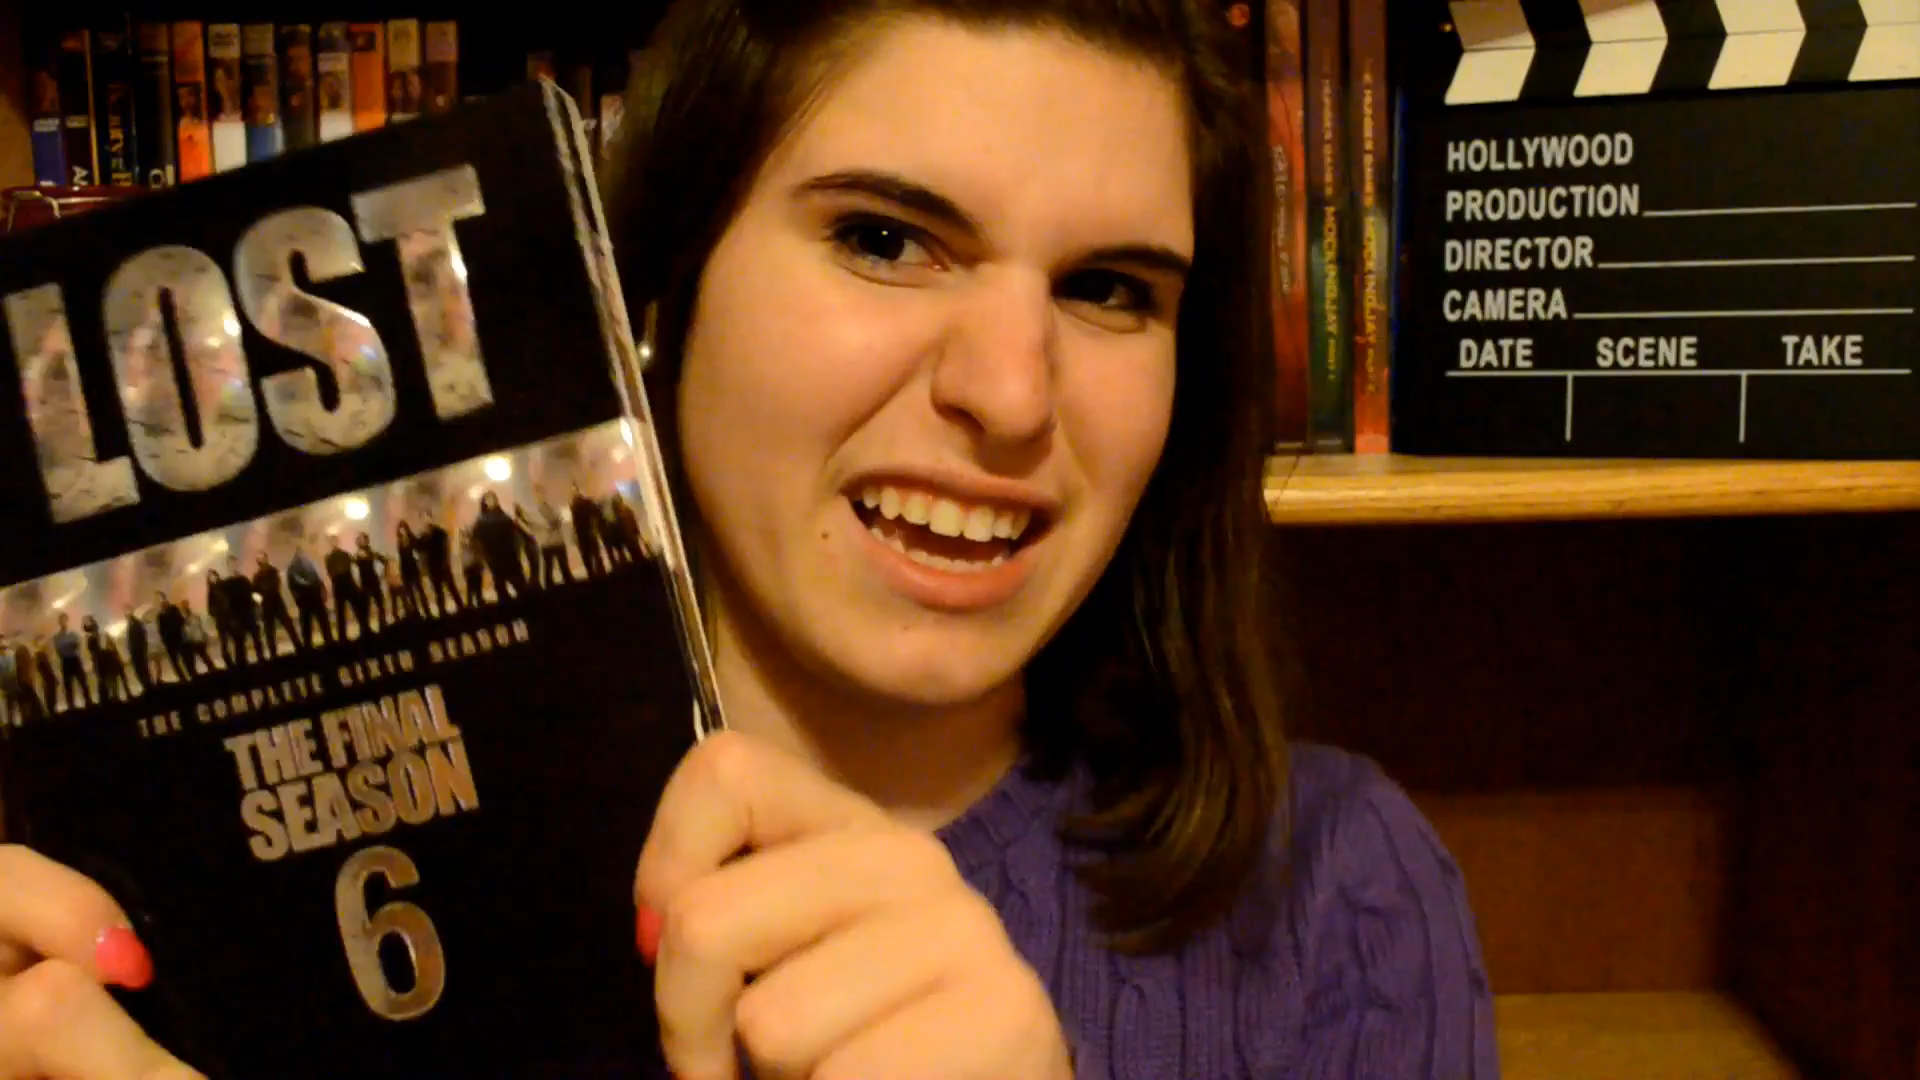 LOST
THE COMPLETE SIXTH SEASON
THE FINAL
SEASON
6
HOLLYWOOD
PRODUCTION
DIRECTOR
CAMERA
DATE SCENE TAKE